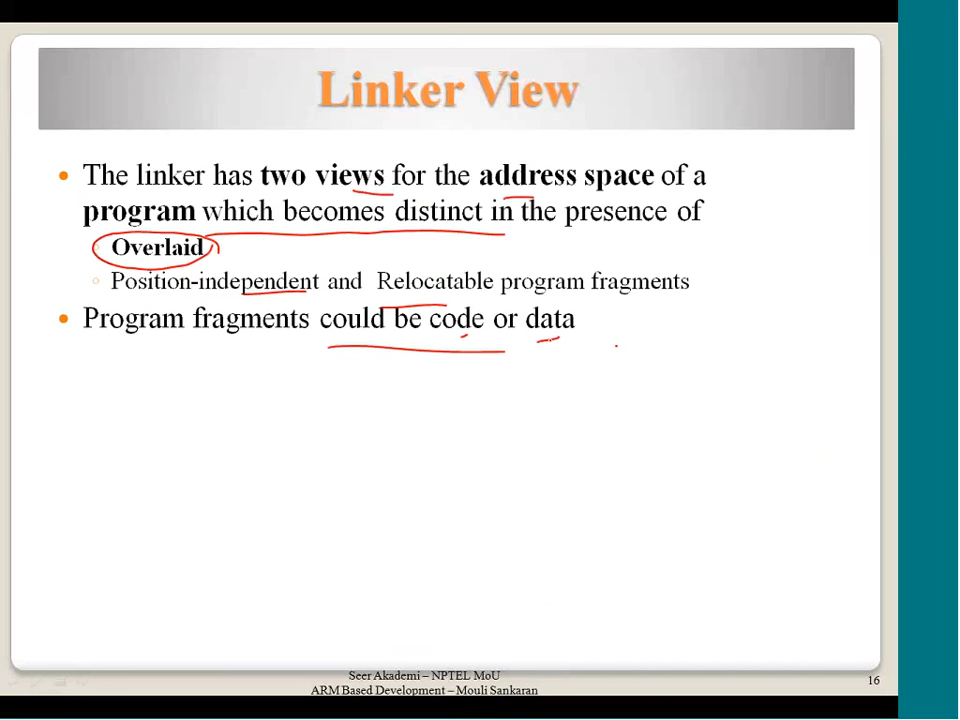 Linker View
• The linker has two views for the address space of a
program which becomes distinct in the presence of
◦ Overlaid
◦ Position-independent and Relocatable program fragments
• Program fragments could be code or data
Seer Akademi – NPTEL MoU
ARM Based Development – Mouli Sankaran
16